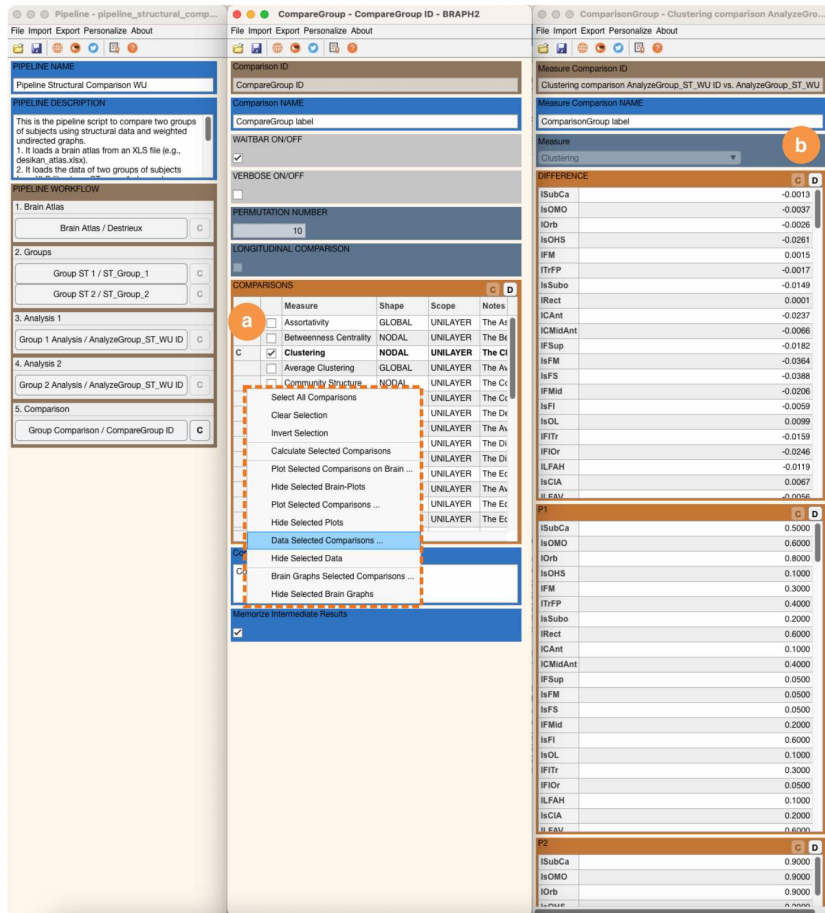 Pipeline - pipeline_structural_comp...
File Import Export Personalize About
PIPELINE NAME
Pipeline Structural Comparison WU
PIPELINE DESCRIPTION
This is the pipeline script to compare two groups
of subjects using structural data and weighted
undirected graphs.
1. It loads a brain atlas from an XLS file (e.g.,
desikan_atlas.xlsx).
2. It loads the data of two groups of subjects
PIPELINE WORKFLOW
1. Brain Atlas
Brain Atlas / Destrieux C
2. Groups
Group ST 1 / ST_Group_1 C
Group ST 2 / ST_Group_2 C
3. Analysis 1
Group 1 Analysis / AnalyzeGroup_ST_WU ID C
4. Analysis 2
Group 2 Analysis / AnalyzeGroup_ST_WU ID C
5. Comparison
Group Comparison / CompareGroup ID C
CompareGroup - CompareGroup ID - BRAPH2
File Import Export Personalize About
Comparison ID
CompareGroup ID
Comparison NAME
CompareGroup label
WAITBAR ON/OFF
VERBOSE ON/OFF
PERMUTATION NUMBER
10
LONGITUDINAL COMPARISON
COMPARISONS C D
Measure Shape Scope Notes
a
Assortativity GLOBAL UNILAYER The As
Betweenness Centrality NODAL UNILAYER The Be
C Clustering NODAL UNILAYER The Cl
Average Clustering GLOBAL UNILAYER The Av
Community Structure NODAL UNILAYER The Co
Select All Comparisons UNILAYER The Co
Clear Selection UNILAYER The De
Invert Selection UNILAYER The Av
Calculate Selected Comparisons UNILAYER The Di
UNILAYER The Di
Plot Selected Comparisons on Brain ... UNILAYER The Ec
Hide Selected Brain-Plots UNILAYER The Av
Plot Selected Comparisons ... UNILAYER The Ec
Hide Selected Plots UNILAYER The Ec
Data Selected Comparisons ...
Hide Selected Data
Brain Graphs Selected Comparisons ...
Hide Selected Brain Graphs
Memorize Intermediate Results
ComparisonGroup - Clustering comparison AnalyzeGro...
File Import Export Personalize About
Measure Comparison ID
Clustering comparison AnalyzeGroup_ST_WU ID vs. AnalyzeGroup_ST_WU
Measure Comparison NAME
ComparisonGroup label
Measure
b
Clustering
DIFFERENCE C D
lSubCa -0.0013
lsOMO -0.0037
lOrb -0.0026
lsOHS -0.0261
lFM 0.0015
lTrFP -0.0017
lsSubo -0.0149
lRect 0.0001
lCAnt -0.0237
lCMidAnt -0.0066
lFSup -0.0182
lsFM -0.0364
lsFS -0.0388
lFMid -0.0206
lsFI -0.0059
lsOL 0.0099
lFITr -0.0159
lFIOr -0.0246
lLFAH -0.0119
lsCIA 0.0067
lLFAV -0.0056
P1 C D
lSubCa 0.5000
lsOMO 0.6000
lOrb 0.8000
lsOHS 0.1000
lFM 0.3000
lTrFP 0.4000
lsSubo 0.2000
lRect 0.6000
lCAnt 0.1000
lCMidAnt 0.4000
lFSup 0.0500
lsFM 0.0500
lsFS 0.0500
lFMid 0.2000
lsFI 0.6000
lsOL 0.1000
lFITr 0.3000
lFIOr 0.0500
lLFAH 0.1000
lsCIA 0.2000
lLFAV 0.6000
P2 C D
lSubCa 0.9000
lsOMO 0.9000
lOrb 0.9000